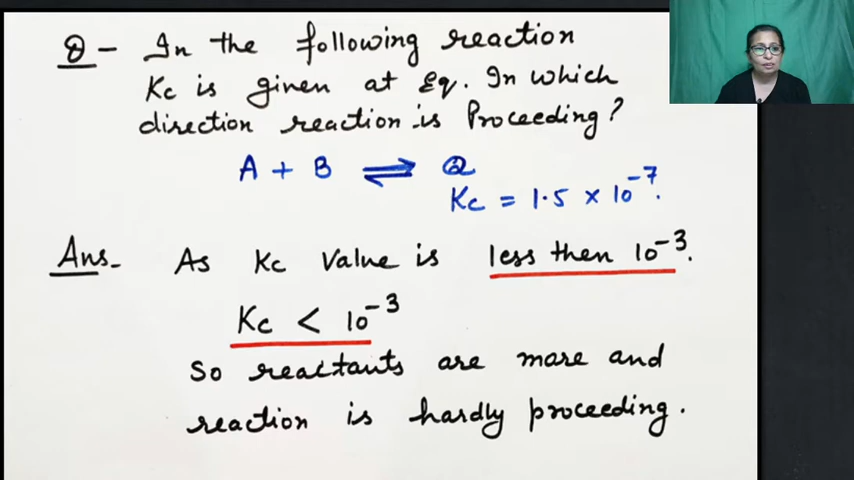 Q - In the following reaction
Kc is given at Eq. In which
direction reaction is Proceeding?
A + B ⇌ Q
Kc = 1.5 × 10⁻⁷.
Ans. As Kc Value is less then 10⁻³.
Kc < 10⁻³
So reactants are more and
reaction is hardly proceeding.